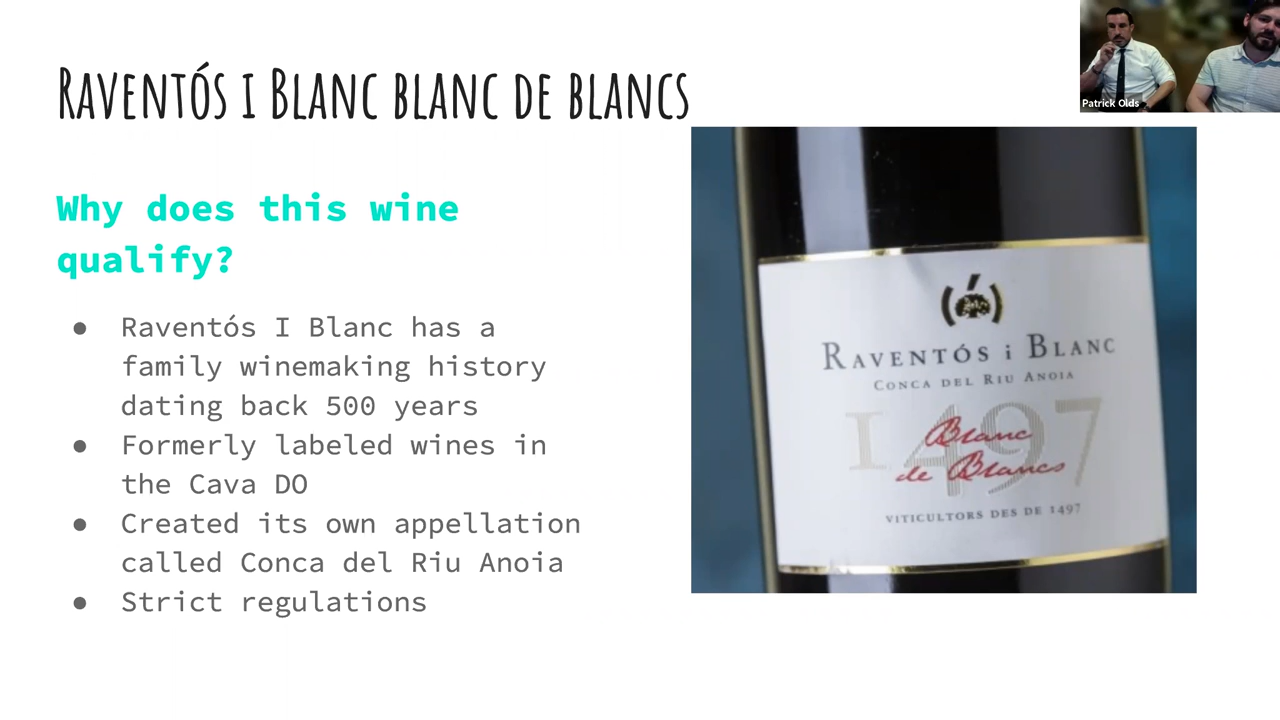 Raventós i Blanc blanc de blancs
Patrick Olds
Why does this wine
qualify?
● Raventós I Blanc has a
family winemaking history
dating back 500 years
● Formerly labeled wines in
the Cava DO
● Created its own appellation
called Conca del Riu Anoia
● Strict regulations
RAVENTÓS i BLANC
CONCA DEL RIU ANOIA
1497
Blanc
de Blancs
VITICULTORS DES DE 1497